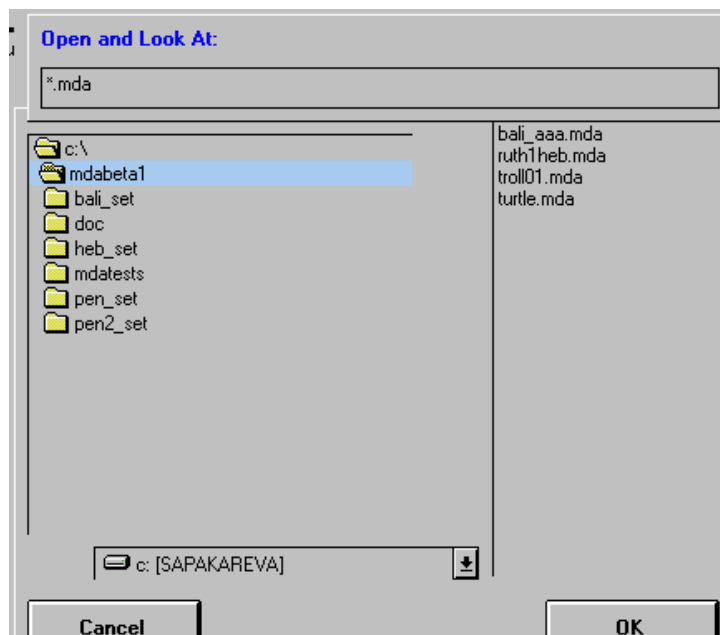 Open and Look At:
*.mda
c:\
mdabeta1
bali_set
doc
heb_set
mdatests
pen_set
pen2_set
bali_aaa.mda
ruth1heb.mda
troll01.mda
turtle.mda
c: [SAPAKAREVA]
Cancel
OK